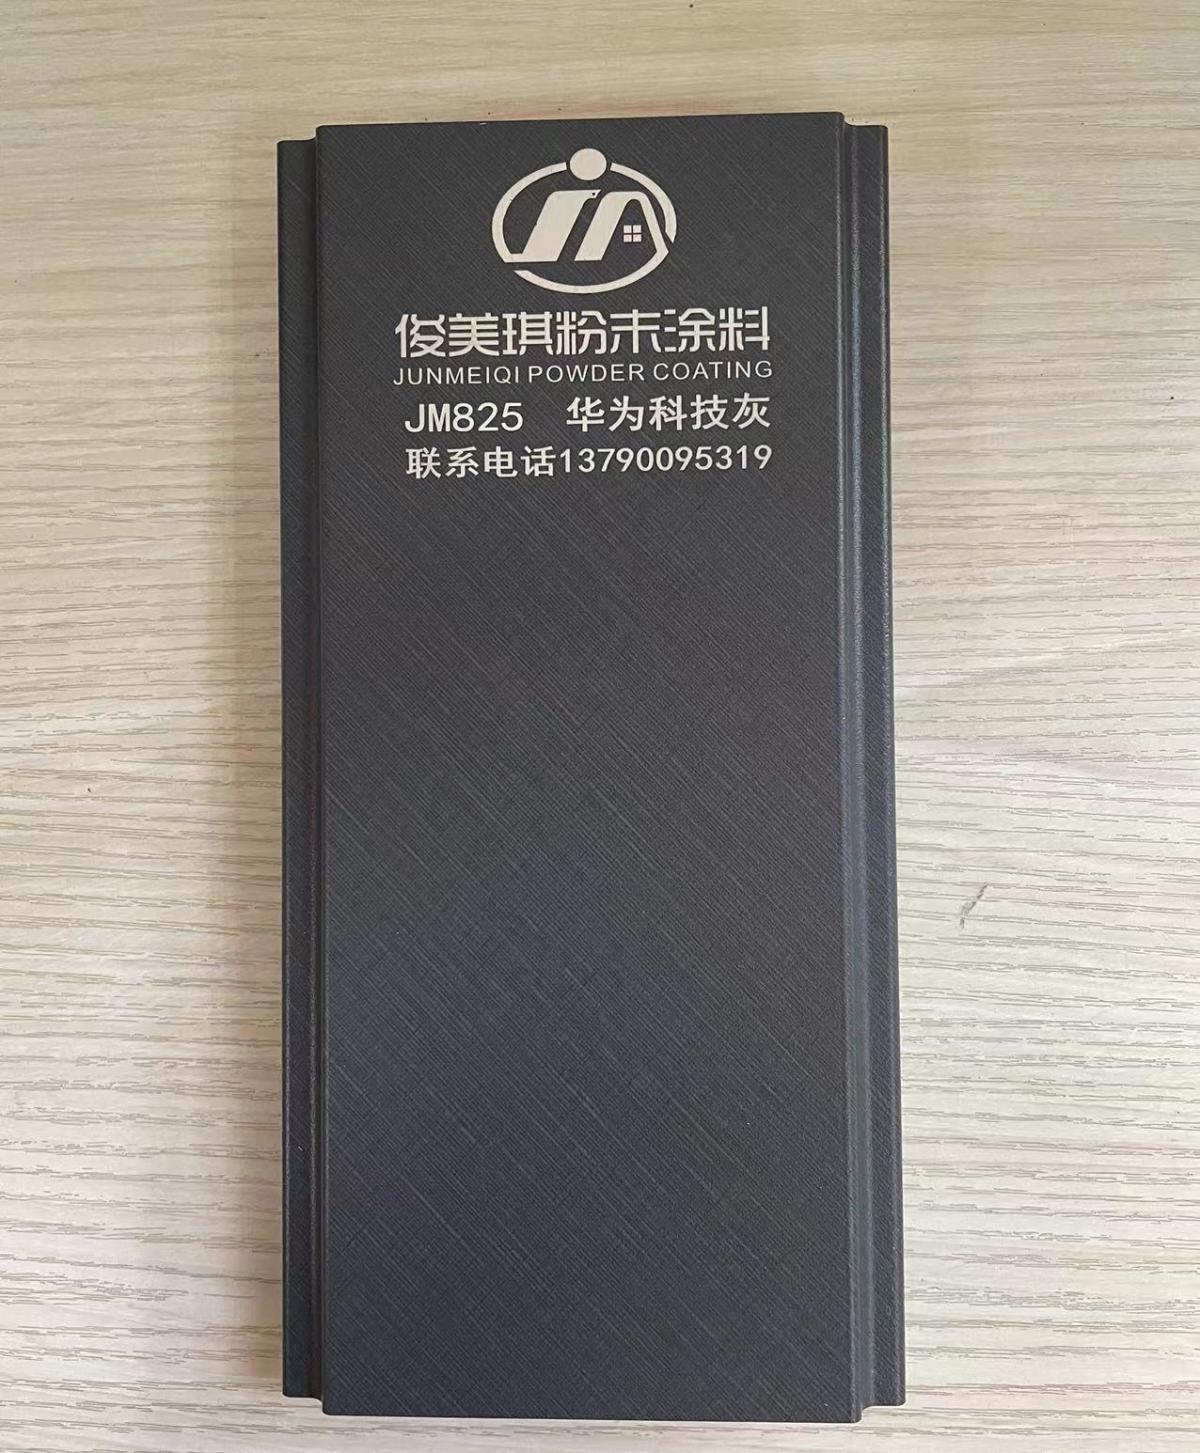 俊美琪粉末涂料
JUNMEIQI POWDER COATING
JM825 华为科技灰
联系电话13790095319